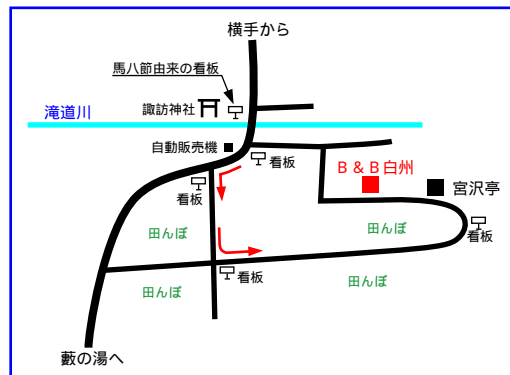 横手から
馬八節由来の看板
諏訪神社
滝道川
自動販売機
看板
B&B白州
宮沢亭
看板
田んぼ
田んぼ
看板
看板
田んぼ
田んぼ
藪の湯へ